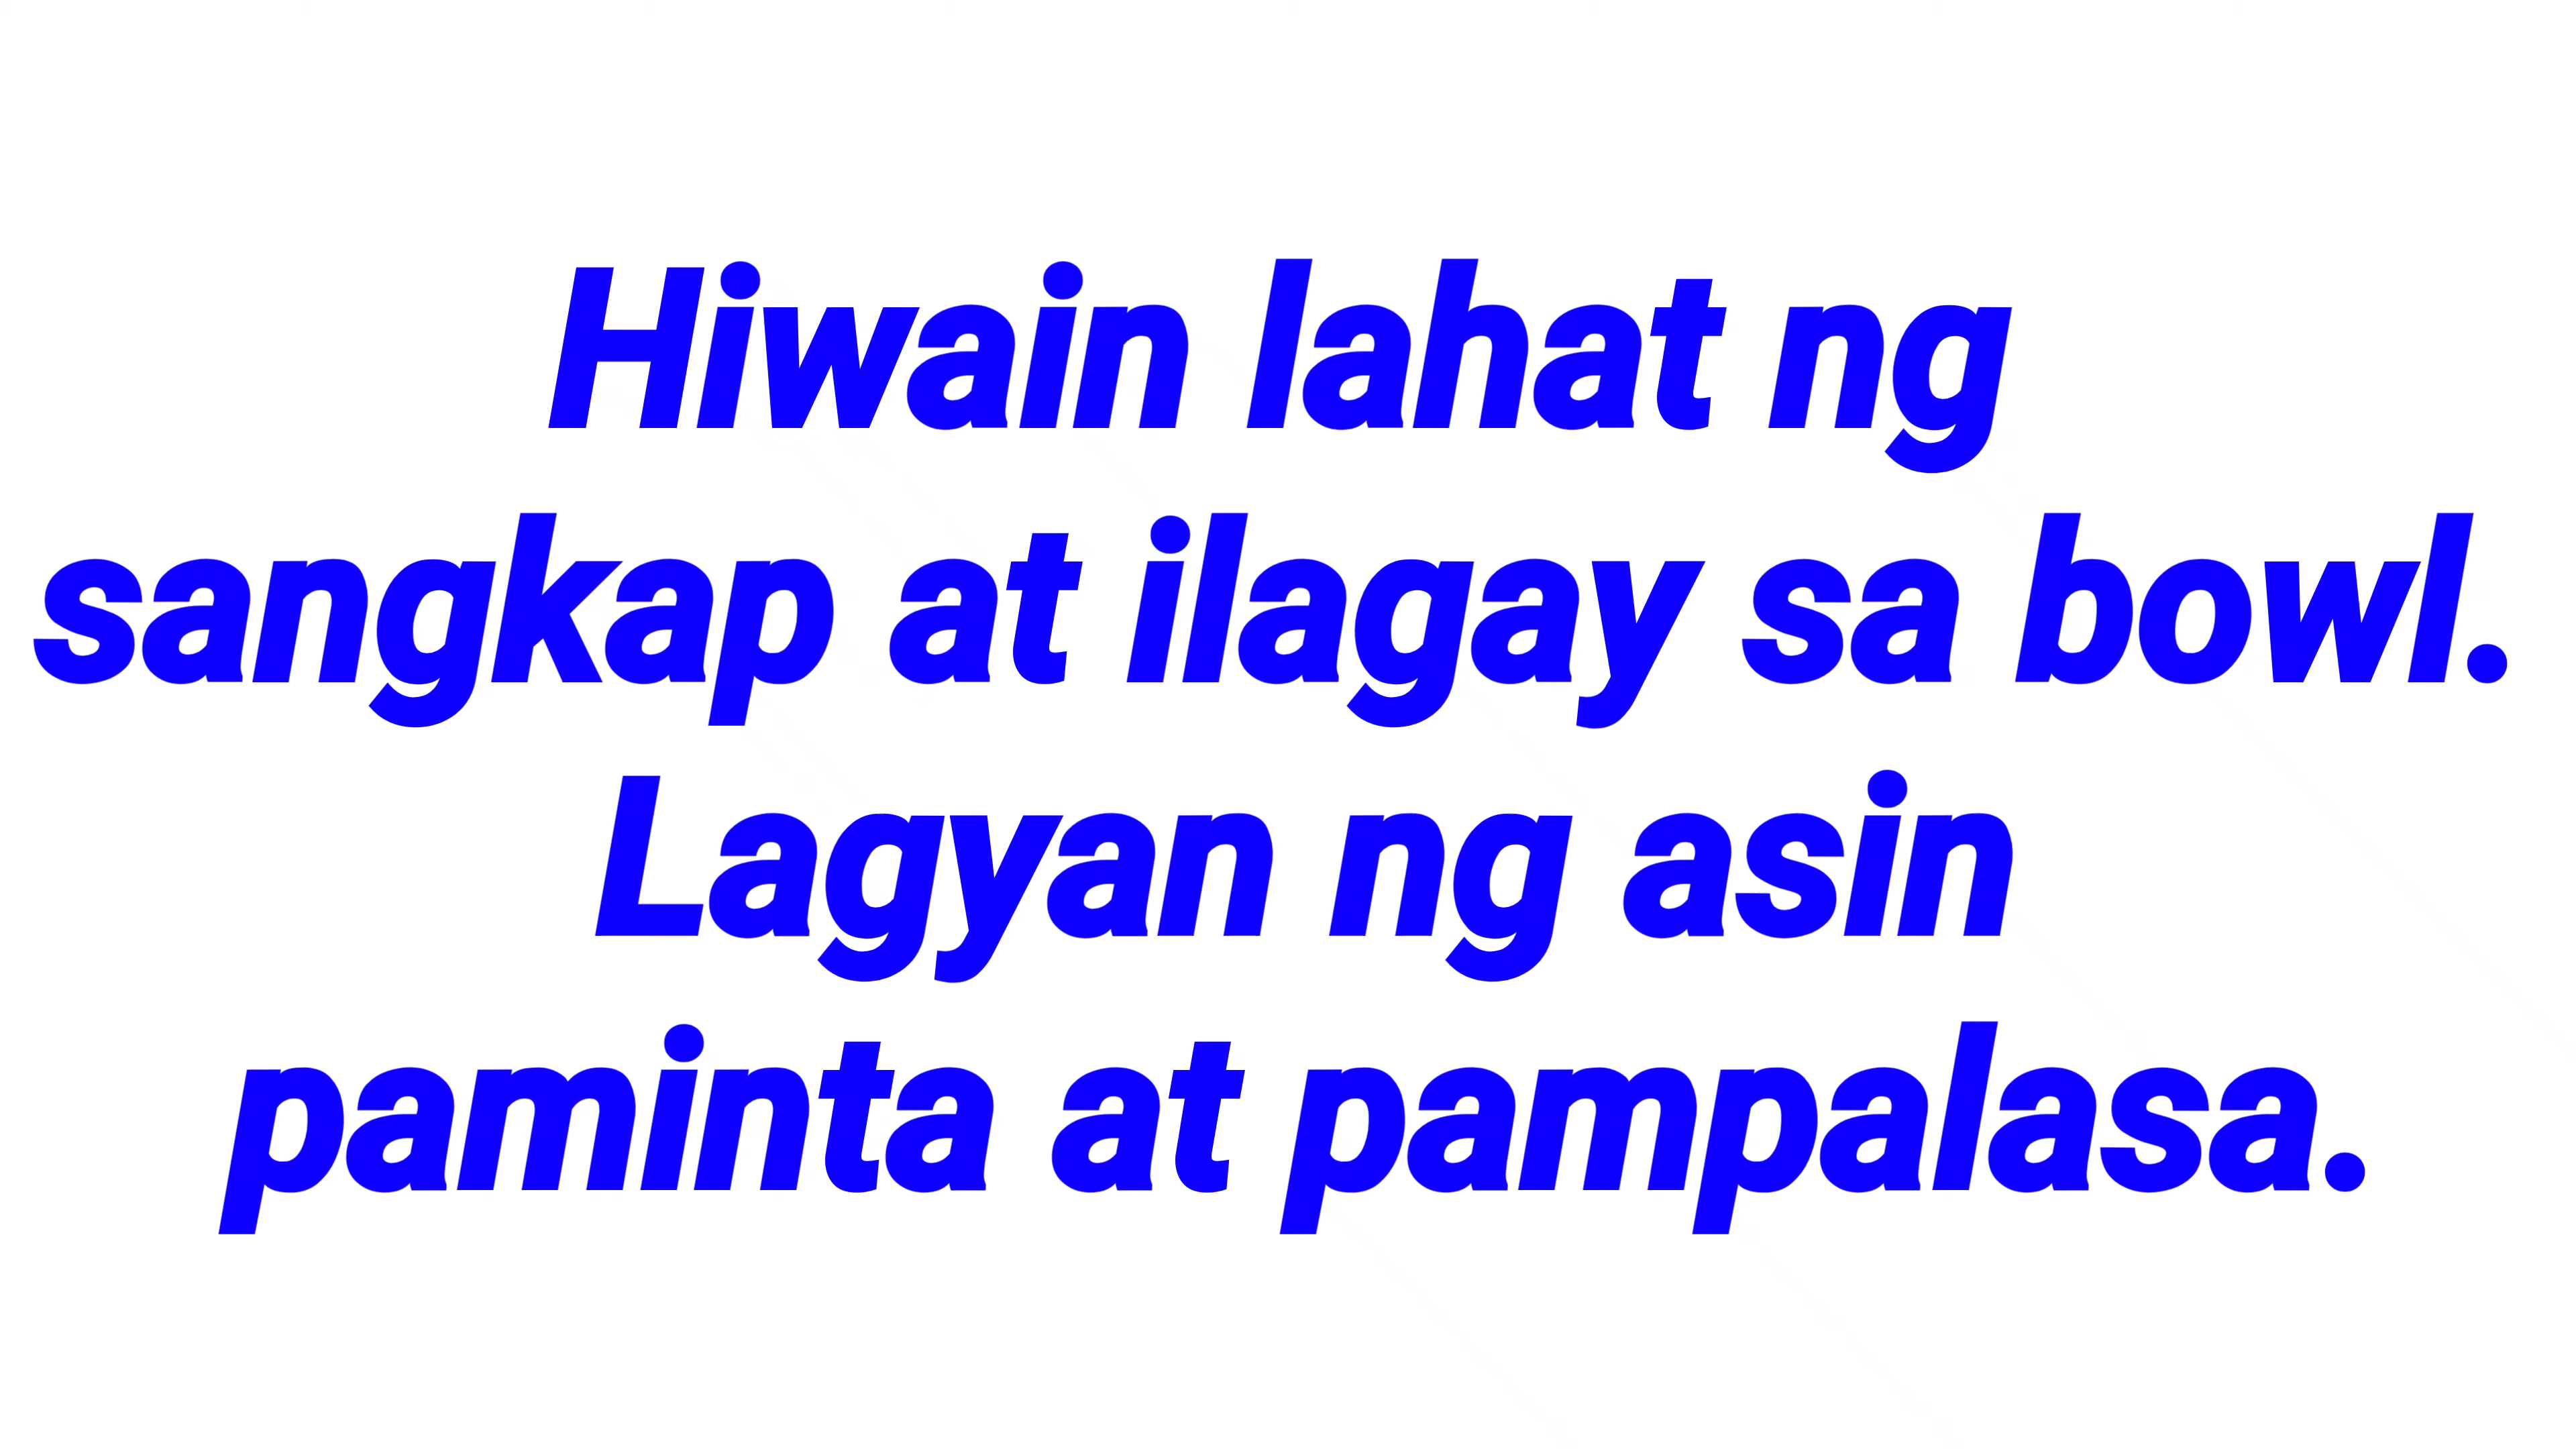 Hiwain lahat ng
sangkap at ilagay sa bowl.
Lagyan ng asin
paminta at pampalasa.